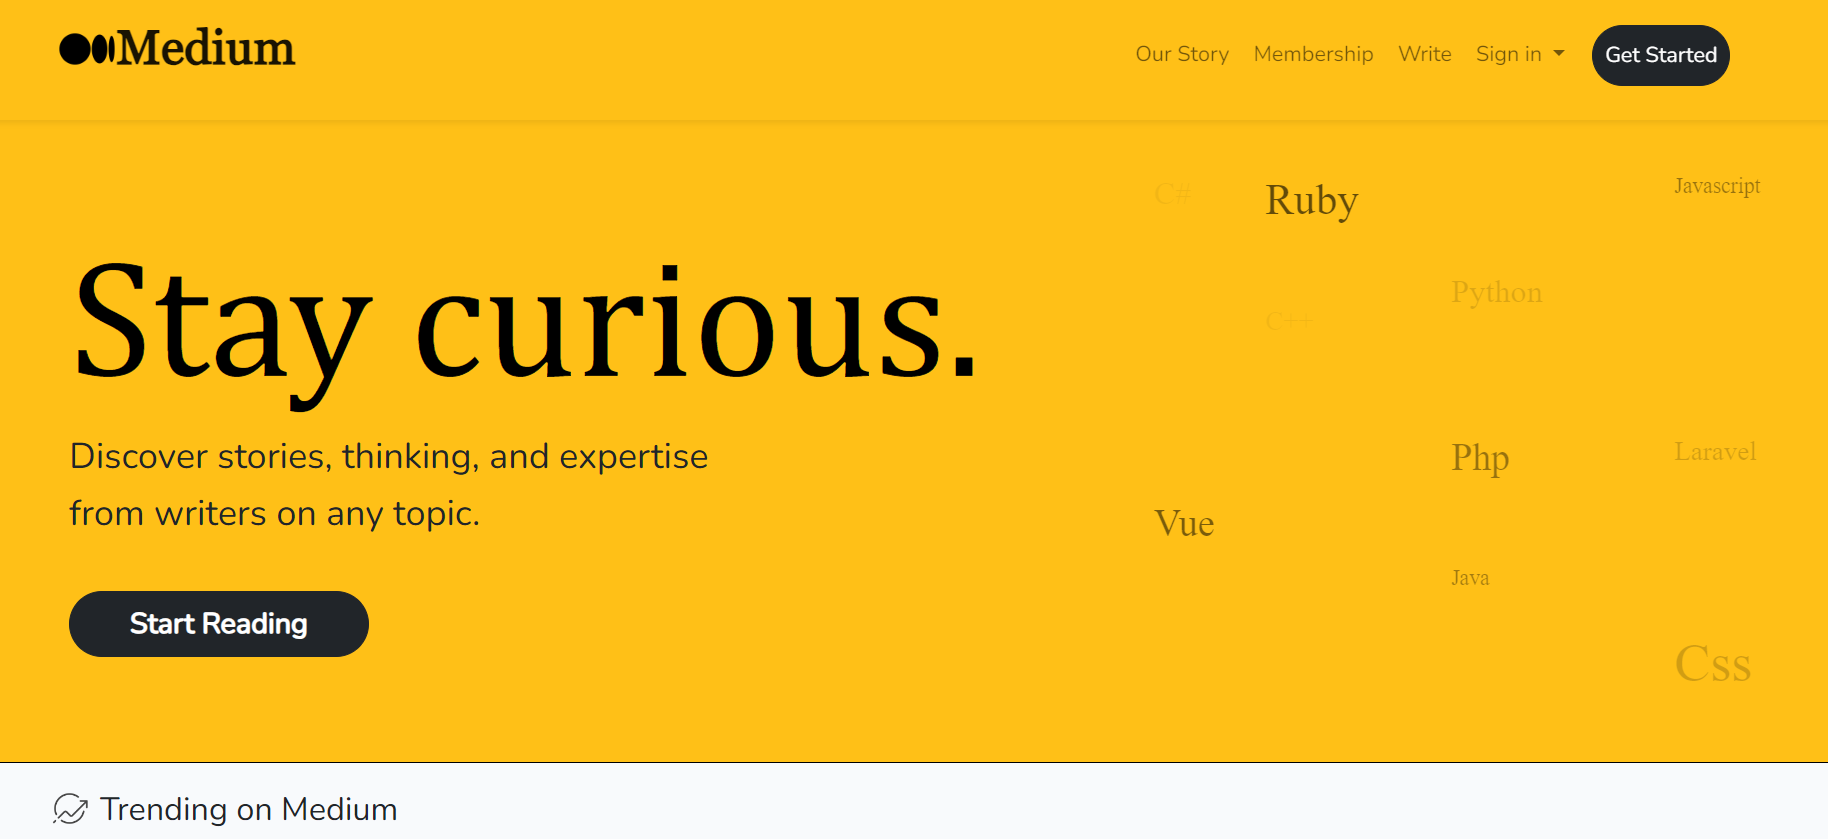 Medium
Our Story Membership Write Sign in Get Started
C# Ruby Javascript
Python
C++
Stay curious.
Discover stories, thinking, and expertise
from writers on any topic.
Php Laravel
Vue
Java
Start Reading
Css
Trending on Medium